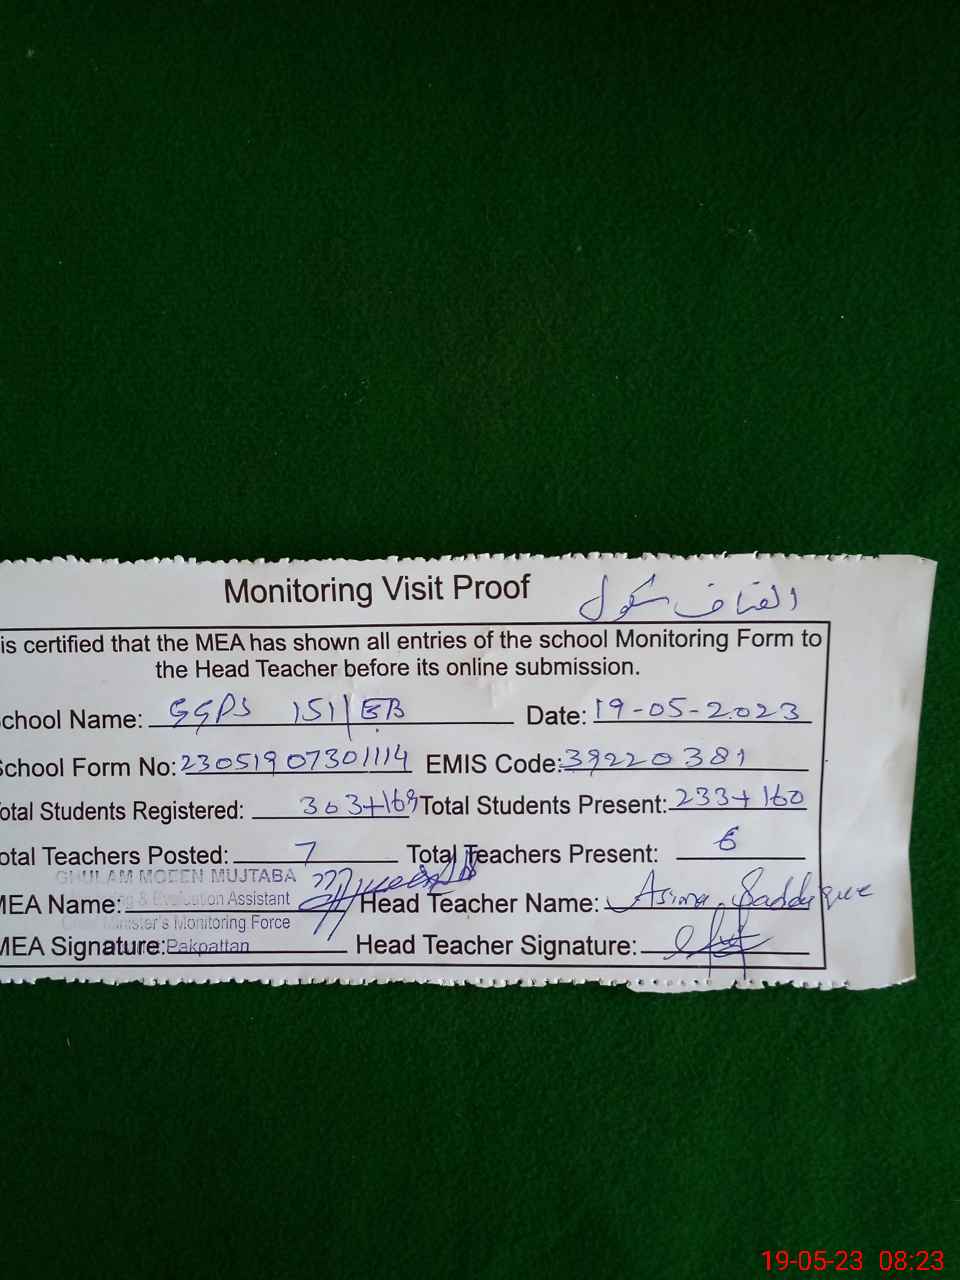 Monitoring Visit Proof
الضاف سکول
is certified that the MEA has shown all entries of the school Monitoring Form to
the Head Teacher before its online submission.
School Name: GGPS 151/EB Date: 19-05-2023
School Form No: 23051907301114 EMIS Code: 39220381
otal Students Registered: 303+169 Total Students Present: 233+160
otal Teachers Posted: 7 Total Teachers Present: 6
GHULAM MOEEN MUJTABA
MEA Name: g & Evaluation Assistant Head Teacher Name: Asima Saddique
Minister's Monitoring Force
MEA Signature: Pakpattan Head Teacher Signature:
19-05-23 08:23